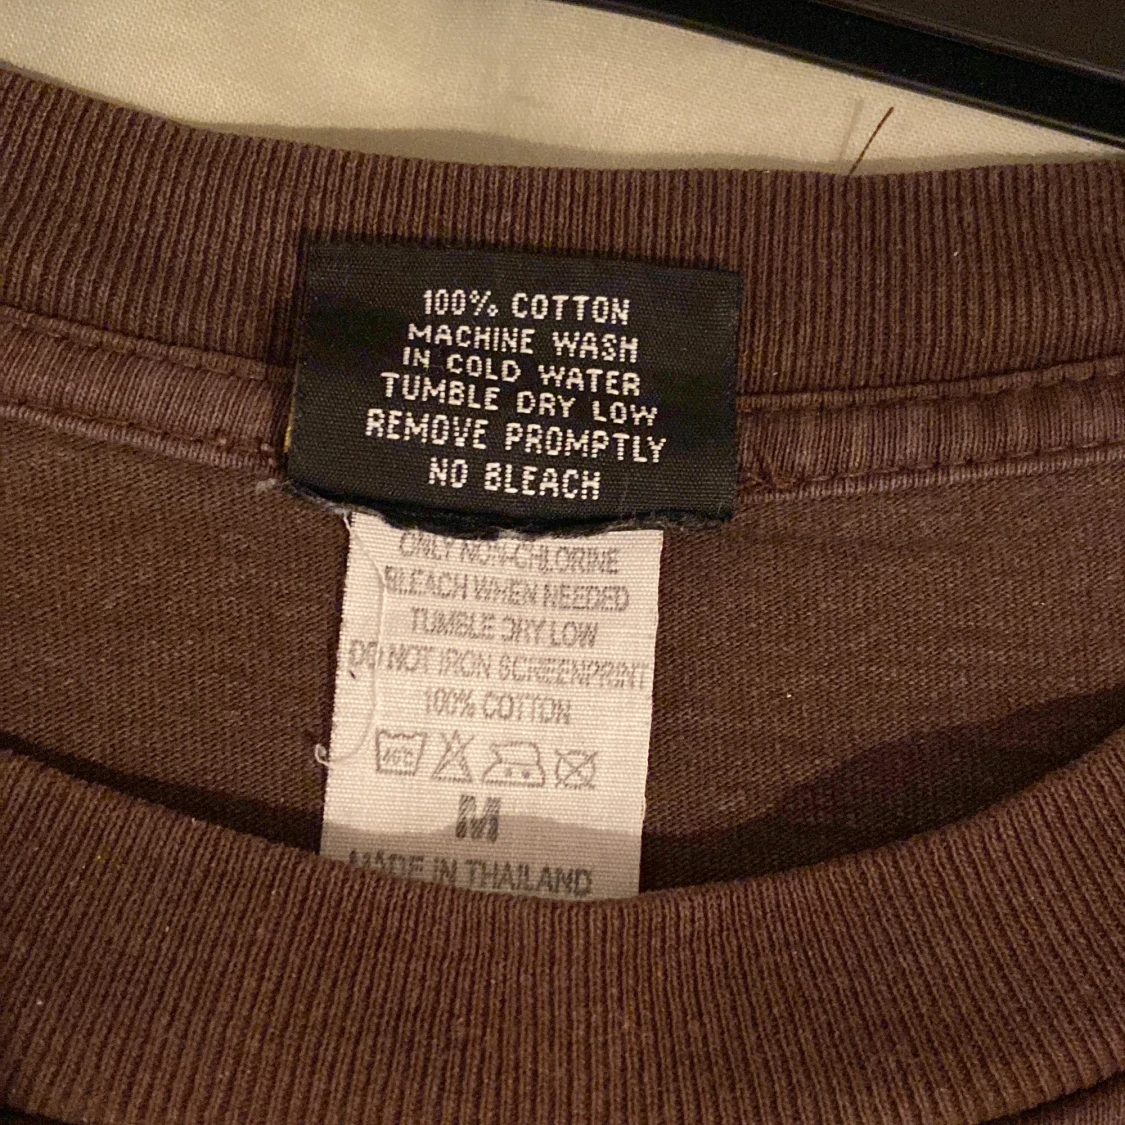 100% COTTON
MACHINE WASH
IN COLD WATER
TUMBLE DRY LOW
REMOVE PROMPTLY
NO BLEACH
ONLY NON-CHLORINE
BLEACH WHEN NEEDED
TUMBLE DRY LOW
DO NOT IRON SCREENPRINT
100% COTTON
40°C
M
MADE IN THAILAND